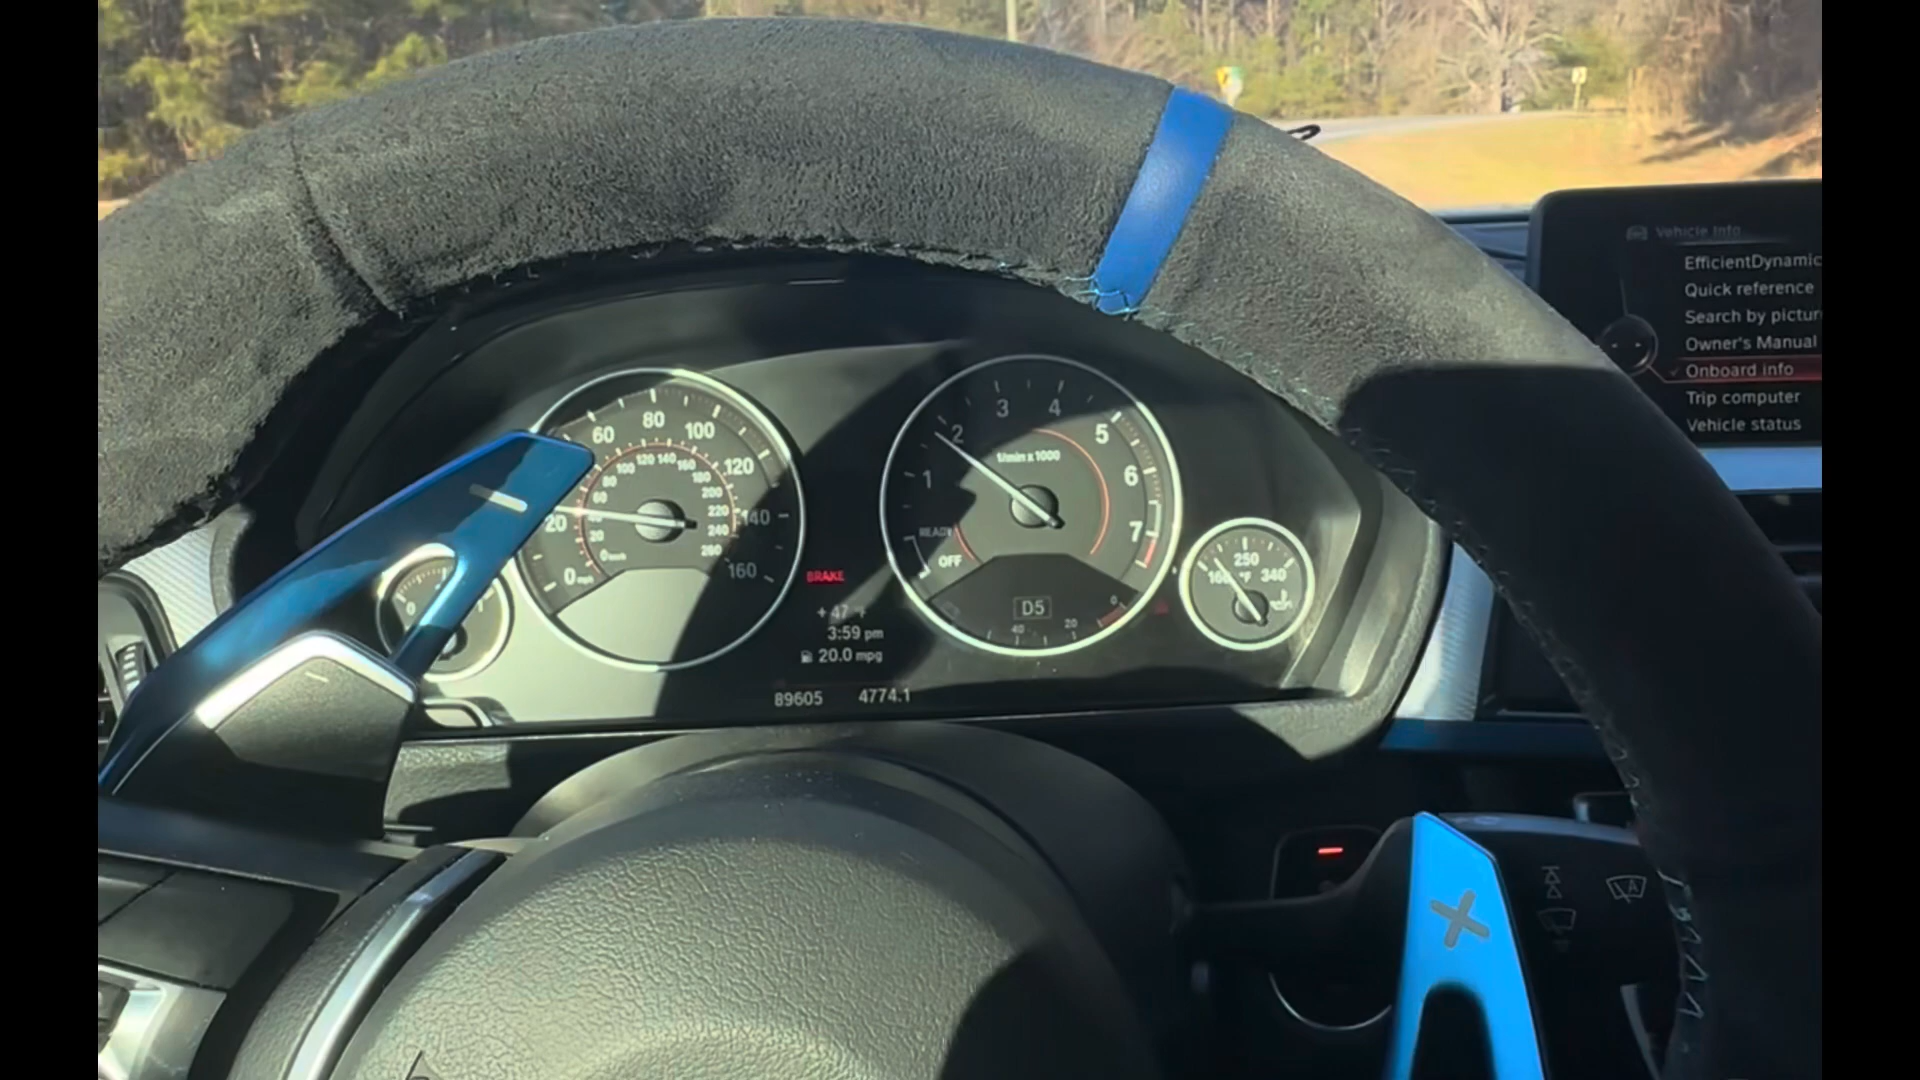 Vehicle Info
EfficientDynamic
Quick reference
Search by pictur
Owner's Manual
Onboard info
Trip computer
Vehicle status
0 mph 20 60 80 100 120 140 160
0 km/h 20 40 60 80 100 120 140 160 180 200 220 240 260
BRAKE
+47 °F
3:59 pm
20.0 mpg
89605 4774.1
1 2 3 4 5 6 7
1/min x 1000
READY
OFF
D5
40 20 0
160 250 340
°F
0
A